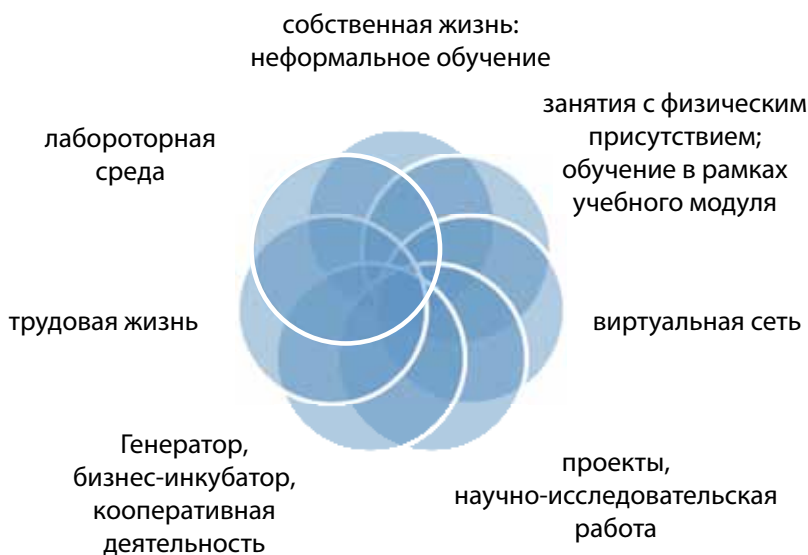 собственная жизнь:
неформальное обучение
занятия с физическим
присутствием;
обучение в рамках
учебного модуля
виртуальная сеть
проекты,
научно-исследовательская
работа
Генератор,
бизнес-инкубатор,
кооперативная
деятельность
трудовая жизнь
лабороторная
среда